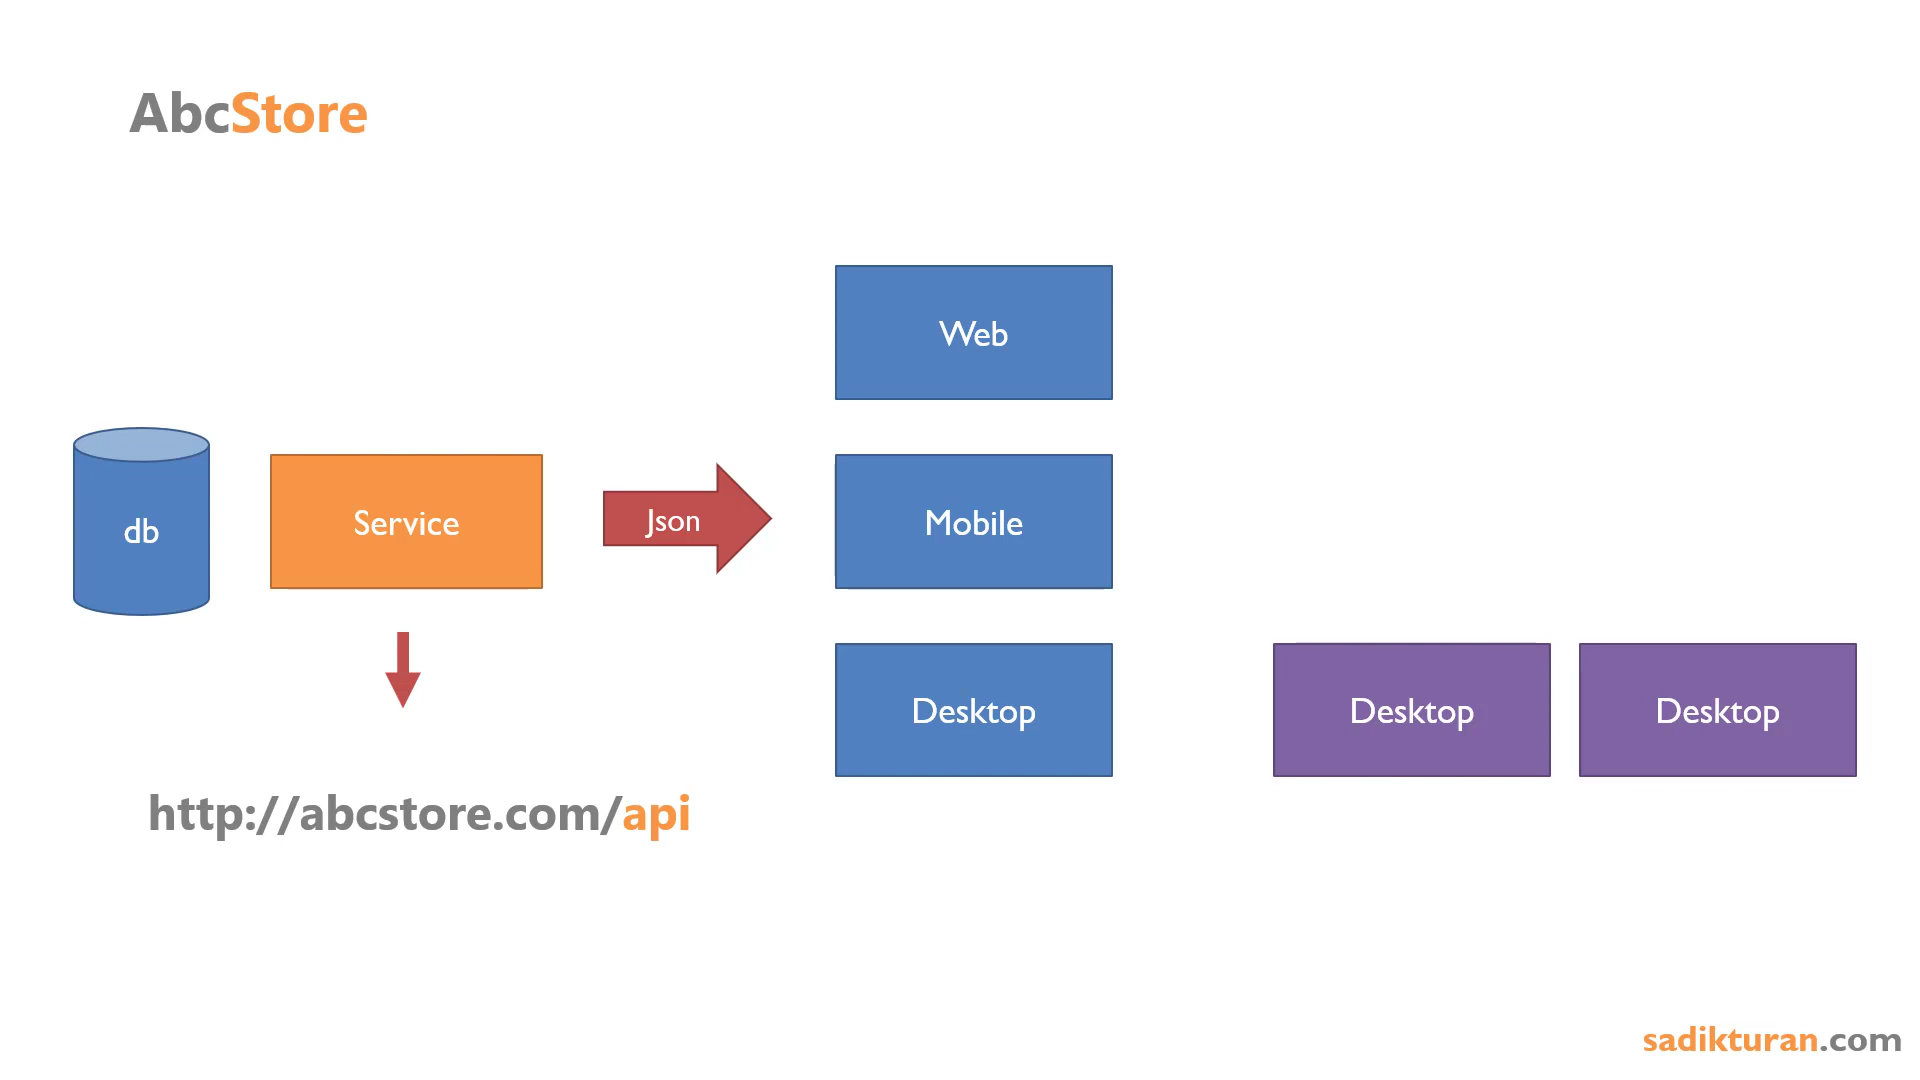 AbcStore
Web
db
Service
Json
Mobile
Desktop
Desktop
Desktop
http://abcstore.com/api
sadikturan.com